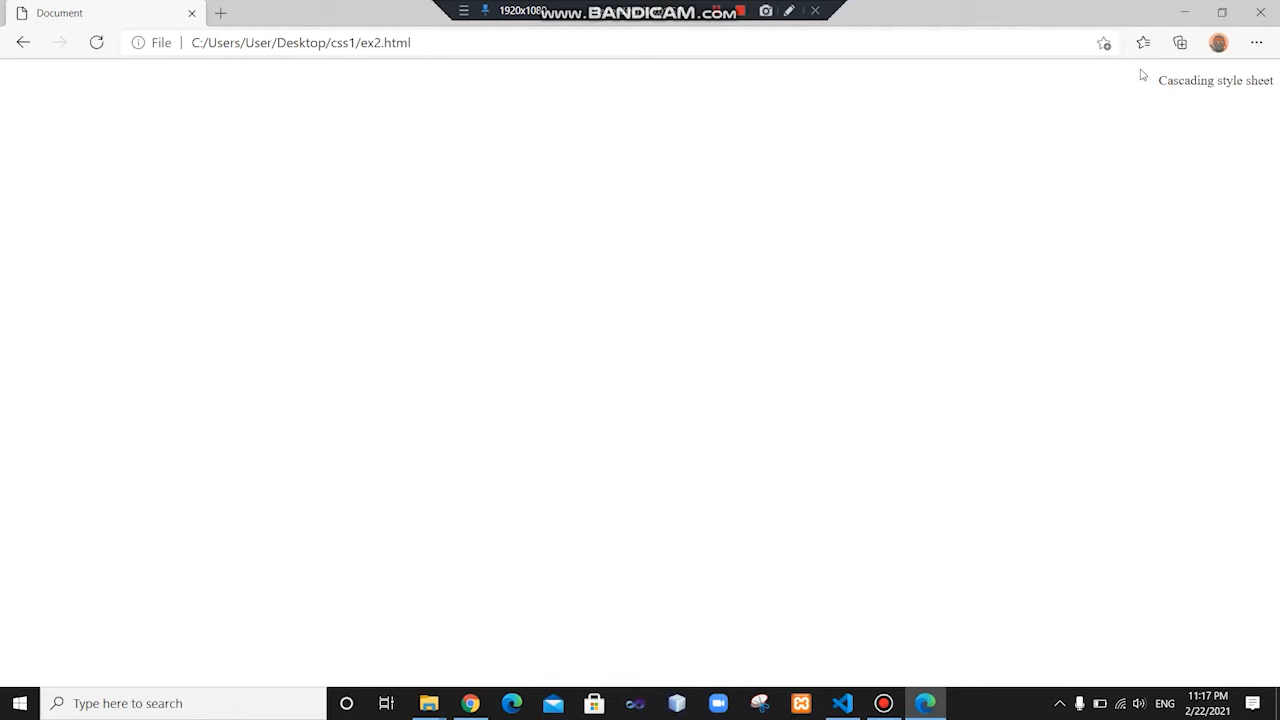 Document
1920x1080
www.BANDICAM.com
File
C:/Users/User/Desktop/css1/ex2.html
Cascading style sheet
Type here to search
ENG
11:17 PM
2/22/2021